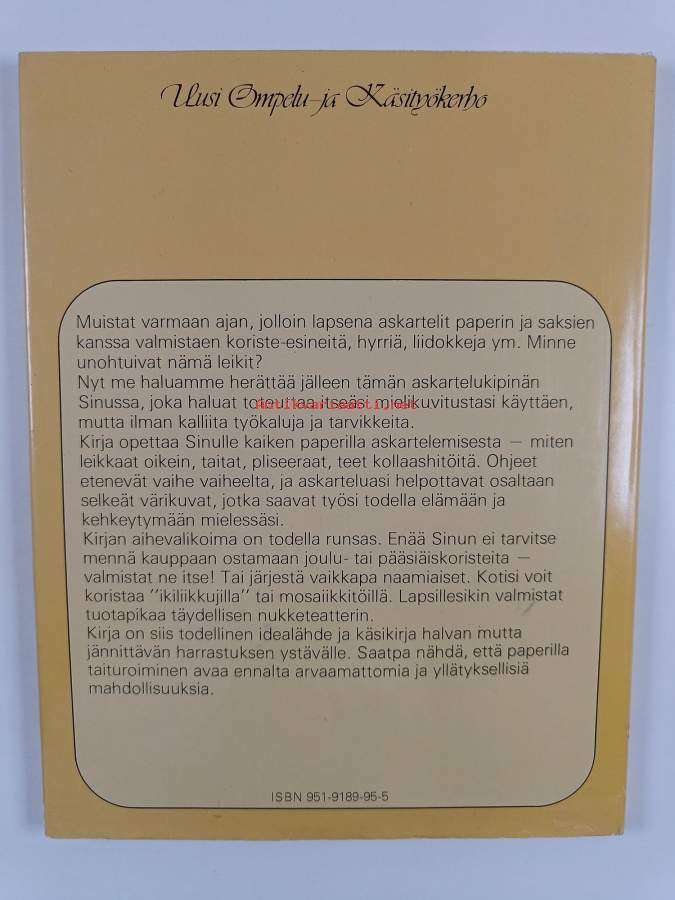 Uusi Ompelu- ja Käsityökerho
Muistat varmaan ajan, jolloin lapsena askartelit paperin ja saksien
kanssa valmistaen koriste-esineitä, hyrriä, liidokkeja ym. Minne
unohtuivat nämä leikit?
Nyt me haluamme herättää jälleen tämän askartelukipinän
Sinussa, joka haluat toteuttaa itseäsi mielikuvitustasi käyttäen,
mutta ilman kalliita työkaluja ja tarvikkeita.
Kirja opettaa Sinulle kaiken paperilla askartelemisesta — miten
leikkaat oikein, taitat, pliseeraat, teet kollaashitöitä. Ohjeet
etenevät vaihe vaiheelta, ja askarteluasi helpottavat osaltaan
selkeät värikuvat, jotka saavat työsi todella elämään ja
kehkeytymään mielessäsi.
Kirjan aihevalikoima on todella runsas. Enää Sinun ei tarvitse
mennä kauppaan ostamaan joulu- tai pääsiäiskoristeita —
valmistat ne itse! Tai järjestä vaikkapa naamiaiset. Kotisi voit
koristaa "ikiliikkujilla" tai mosaiikkitöillä. Lapsillesikin valmistat
tuotapikaa täydellisen nukketeatterin.
Kirja on siis todellinen idealähde ja käsikirja halvan mutta
jännittävän harrastuksen ystävälle. Saatpa nähdä, että paperilla
taituroiminen avaa ennalta arvaamattomia ja yllätyksellisiä
mahdollisuuksia.
ISBN 951-9189-95-5